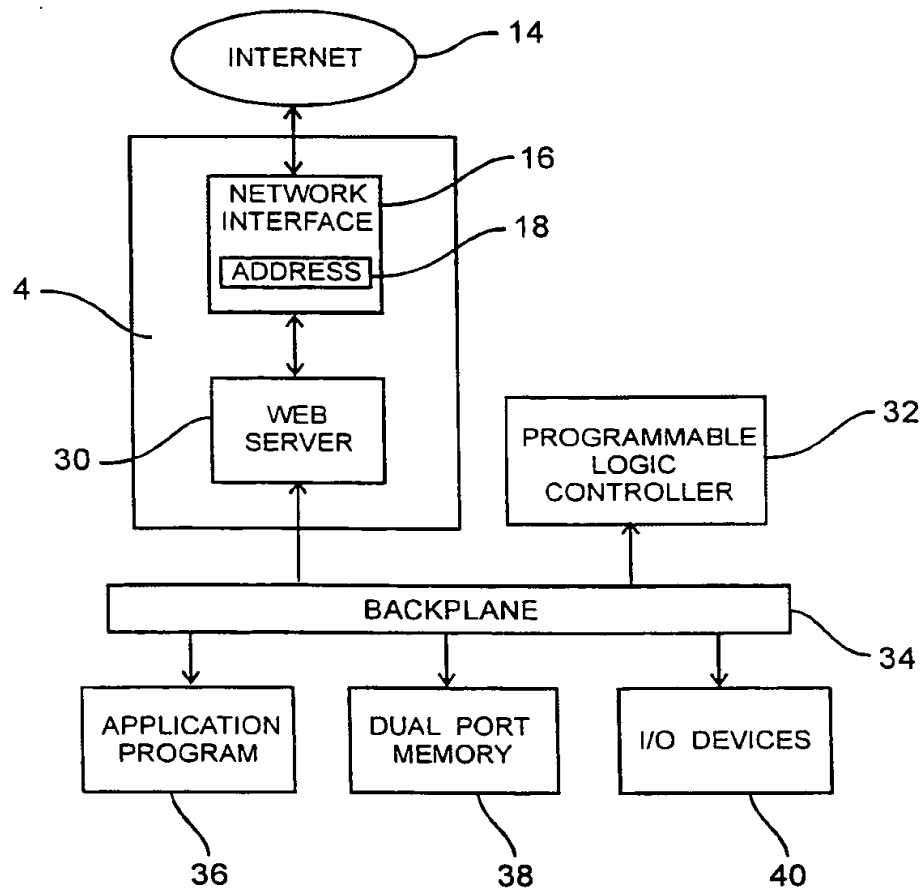 INTERNET
14
NETWORK
INTERFACE
16
ADDRESS
18
4
WEB
SERVER
30
PROGRAMMABLE
LOGIC
CONTROLLER
32
BACKPLANE
34
APPLICATION
PROGRAM
DUAL PORT
MEMORY
I/O DEVICES
36
38
40